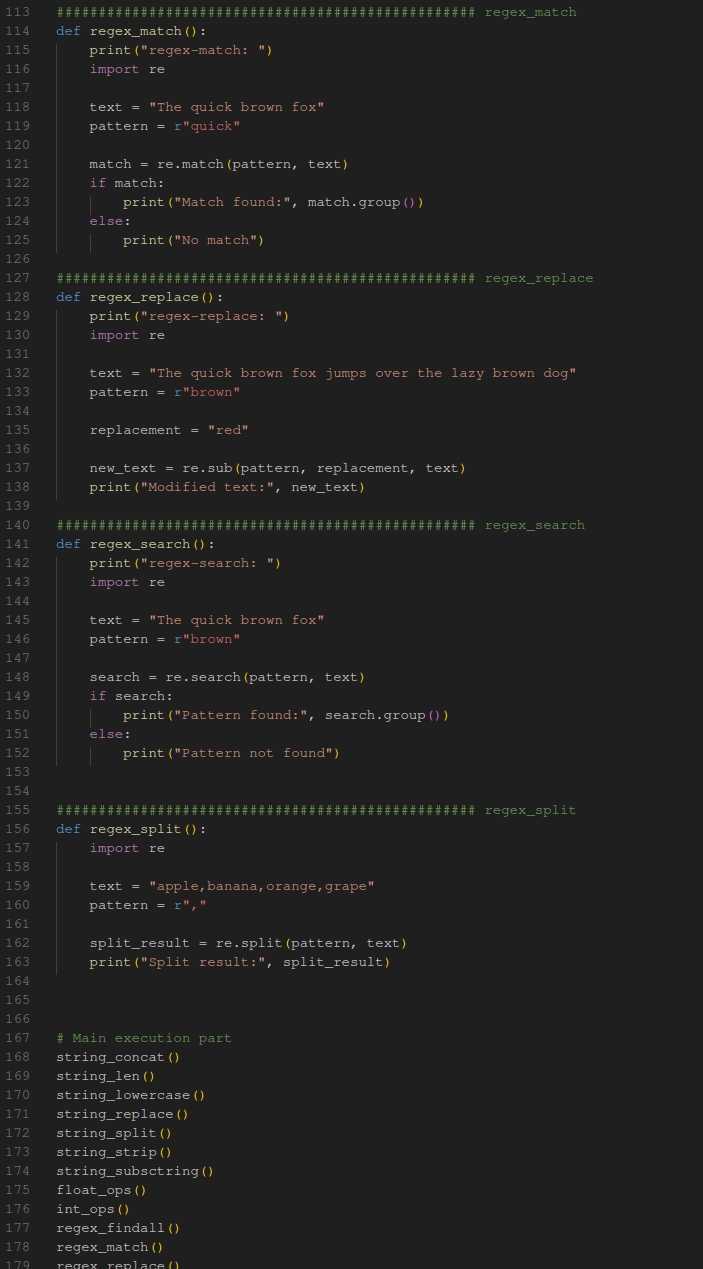 113 ################################################## regex_match
114 def regex_match():
115     print("regex-match: ")
116     import re
117
118     text = "The quick brown fox"
119     pattern = r"quick"
120
121     match = re.match(pattern, text)
122     if match:
123         print("Match found:", match.group())
124     else:
125         print("No match")
126
127 ################################################## regex_replace
128 def regex_replace():
129     print("regex-replace: ")
130     import re
131
132     text = "The quick brown fox jumps over the lazy brown dog"
133     pattern = r"brown"
134
135     replacement = "red"
136
137     new_text = re.sub(pattern, replacement, text)
138     print("Modified text:", new_text)
139
140 ################################################## regex_search
141 def regex_search():
142     print("regex-search: ")
143     import re
144
145     text = "The quick brown fox"
146     pattern = r"brown"
147
148     search = re.search(pattern, text)
149     if search:
150         print("Pattern found:", search.group())
151     else:
152         print("Pattern not found")
153
154
155 ################################################## regex_split
156 def regex_split():
157     import re
158
159     text = "apple,banana,orange,grape"
160     pattern = r","
161
162     split_result = re.split(pattern, text)
163     print("Split result:", split_result)
164
165
166
167 # Main execution part
168 string_concat()
169 string_len()
170 string_lowercase()
171 string_replace()
172 string_split()
173 string_strip()
174 string_subsctring()
175 float_ops()
176 int_ops()
177 regex_findall()
178 regex_match()
179 regex_replace()